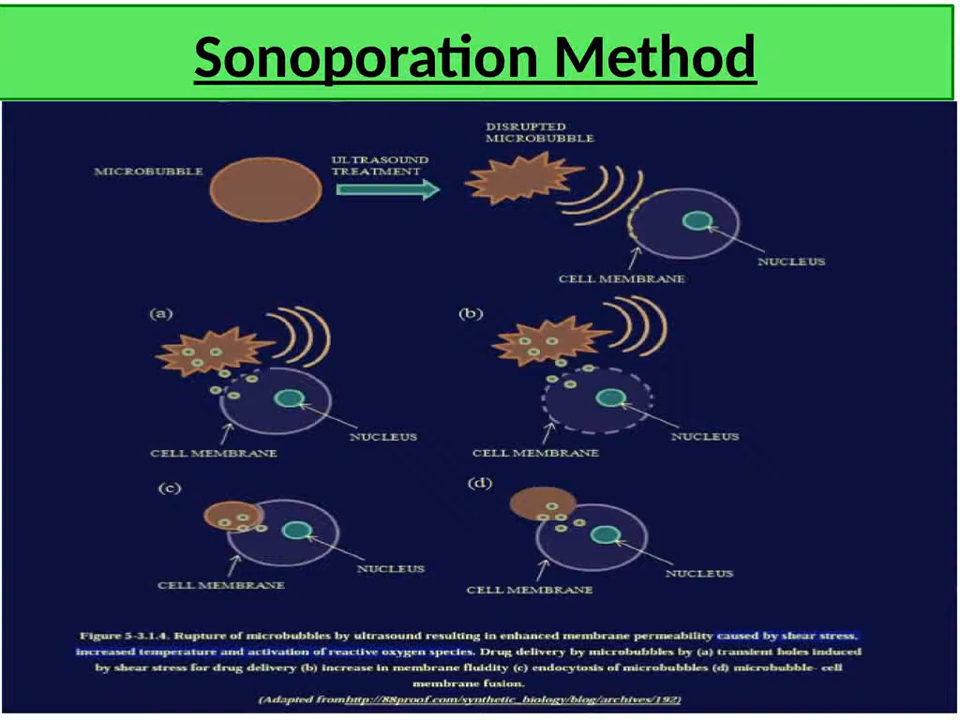 Sonoporation Method
DISRUPTED
MICROBUBBLE
MICROBUBBLE
ULTRASOUND
TREATMENT
NUCLEUS
CELL MEMBRANE
(a)
(b)
NUCLEUS
CELL MEMBRANE
NUCLEUS
CELL MEMBRANE
(c)
(d)
NUCLEUS
CELL MEMBRANE
NUCLEUS
CELL MEMBRANE
Figure 5-3.1.4. Rupture of microbubbles by ultrasound resulting in enhanced membrane permeability caused by shear stress,
increased temperature and activation of reactive oxygen species. Drug delivery by microbubbles by (a) transient holes induced
by shear stress for drug delivery (b) increase in membrane fluidity (c) endocytosis of microbubbles (d) microbubble- cell
membrane fusion.
(Adapted fromhttp://88proof.com/synthetic_biology/blog/archives/192)